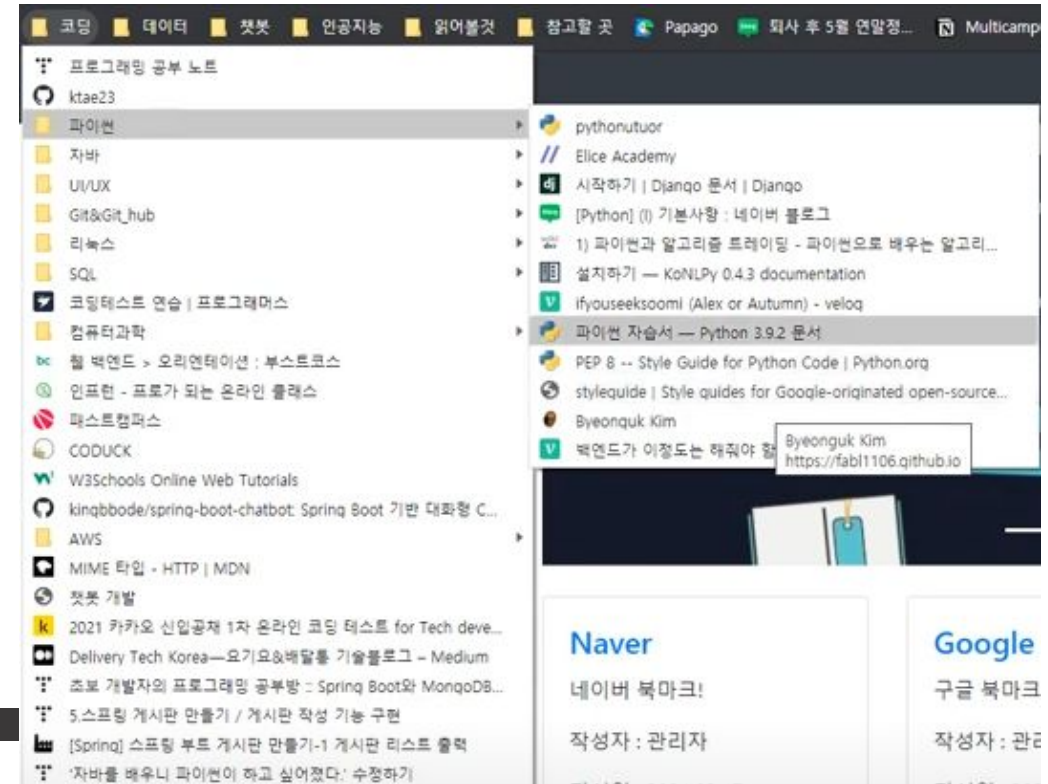 코딩 데이터 챗봇 인공지능 읽어볼것 참고할 곳 Papago 퇴사 후 5월 연말정... Multicamp
프로그래밍 공부 노트
ktae23
파이썬
자바
UI/UX
Git&Git_hub
리눅스
SQL
코딩테스트 연습 | 프로그래머스
컴퓨터과학
웹 백엔드 > 오리엔테이션 : 부스트코스
인프런 - 프로가 되는 온라인 클래스
패스트캠퍼스
CODUCK
W3Schools Online Web Tutorials
kingbbode/spring-boot-chatbot: Spring Boot 기반 대화형 C...
AWS
MIME 타입 - HTTP | MDN
챗봇 개발
2021 카카오 신입공채 1차 온라인 코딩 테스트 for Tech deve...
Delivery Tech Korea—요기요&배달통 기술블로그 – Medium
초보 개발자의 프로그래밍 공부방 :: Spring Boot와 MongoDB...
5.스프링 게시판 만들기 / 게시판 작성 기능 구현
[Spring] 스프링 부트 게시판 만들기-1 게시판 리스트 출력
'자바를 배우니 파이썬이 하고 싶어졌다.' 수정하기
pythonutuor
Elice Academy
시작하기 | Django 문서 | Django
[Python] (I) 기본사항 : 네이버 블로그
1) 파이썬과 알고리즘 트레이딩 - 파이썬으로 배우는 알고리...
설치하기 — KoNLPy 0.4.3 documentation
ifyouseeksoomi (Alex or Autumn) - velog
파이썬 자습서 — Python 3.9.2 문서
PEP 8 -- Style Guide for Python Code | Python.org
styleguide | Style guides for Google-originated open-source...
Byeonguk Kim
백엔드가 이정도는 해줘야 함
Byeonguk Kim
https://fabl1106.github.io
Naver
네이버 북마크!
작성자 : 관리자
Google
구글 북마크
작성자 : 관리